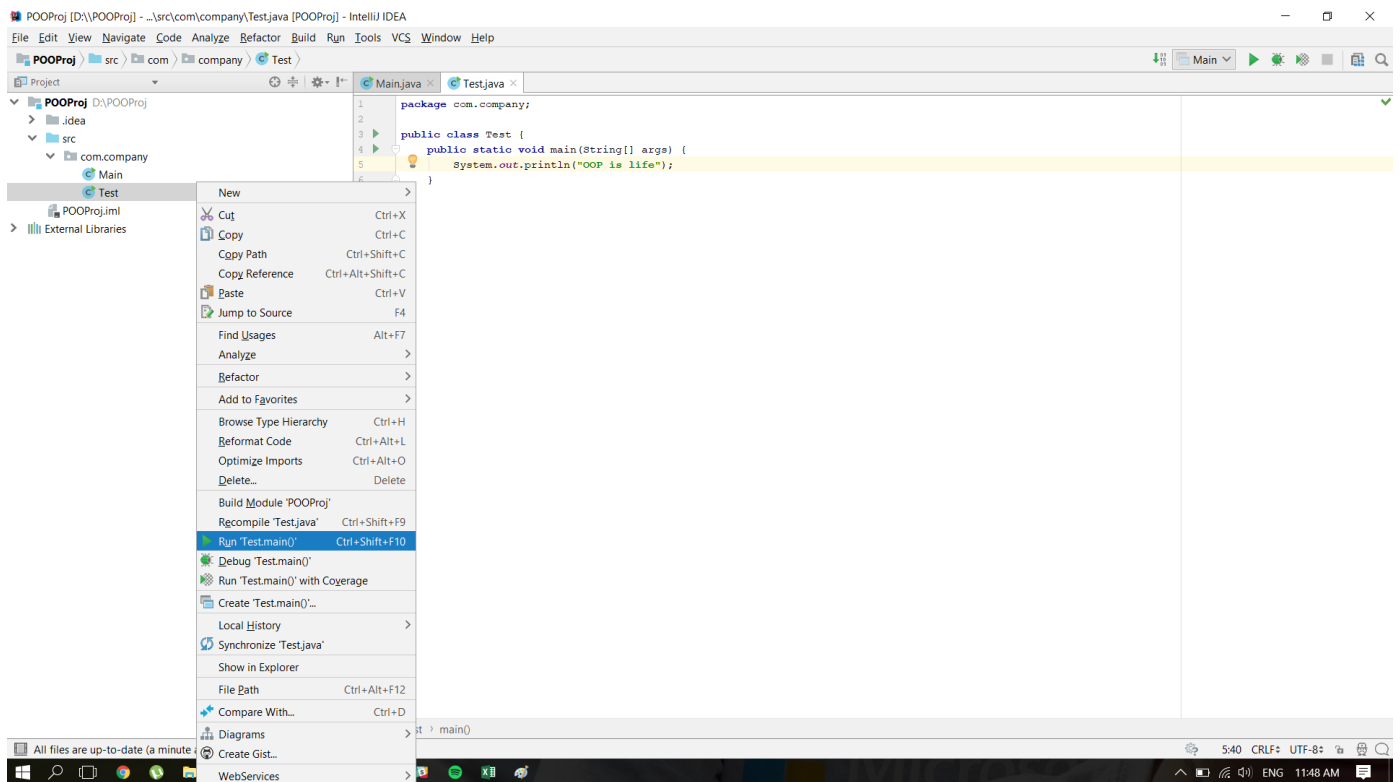 POOProj [D:\\POOProj] - ...\src\com\company\Test.java [POOProj] - IntelliJ IDEA
File Edit View Navigate Code Analyze Refactor Build Run Tools VCS Window Help
POOProj src com company Test Main
Project Main.java Test.java
POOProj D:\POOProj
.idea
src
com.company
Main
Test
POOProj.iml
External Libraries
1 package com.company;
2
3 public class Test {
4 public static void main(String[] args) {
5 System.out.println("OOP is life");
6 }
New
Cut Ctrl+X
Copy Ctrl+C
Copy Path Ctrl+Shift+C
Copy Reference Ctrl+Alt+Shift+C
Paste Ctrl+V
Jump to Source F4
Find Usages Alt+F7
Analyze
Refactor
Add to Favorites
Browse Type Hierarchy Ctrl+H
Reformat Code Ctrl+Alt+L
Optimize Imports Ctrl+Alt+O
Delete... Delete
Build Module 'POOProj'
Recompile 'Test.java' Ctrl+Shift+F9
Run 'Test.main()' Ctrl+Shift+F10
Debug 'Test.main()'
Run 'Test.main()' with Coverage
Create 'Test.main()'...
Local History
Synchronize 'Test.java'
Show in Explorer
File Path Ctrl+Alt+F12
Compare With... Ctrl+D
Diagrams
Create Gist...
WebServices
st main()
All files are up-to-date (a minute
5:40 CRLF UTF-8
ENG 11:48 AM